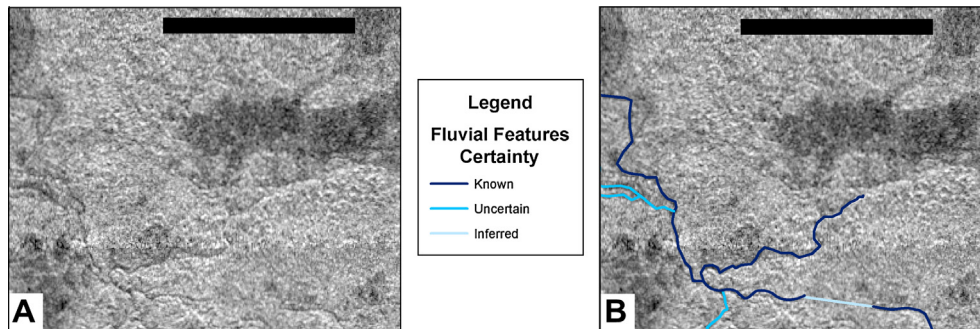 Legend
Fluvial Features
Certainty
Known
Uncertain
Inferred
A
B